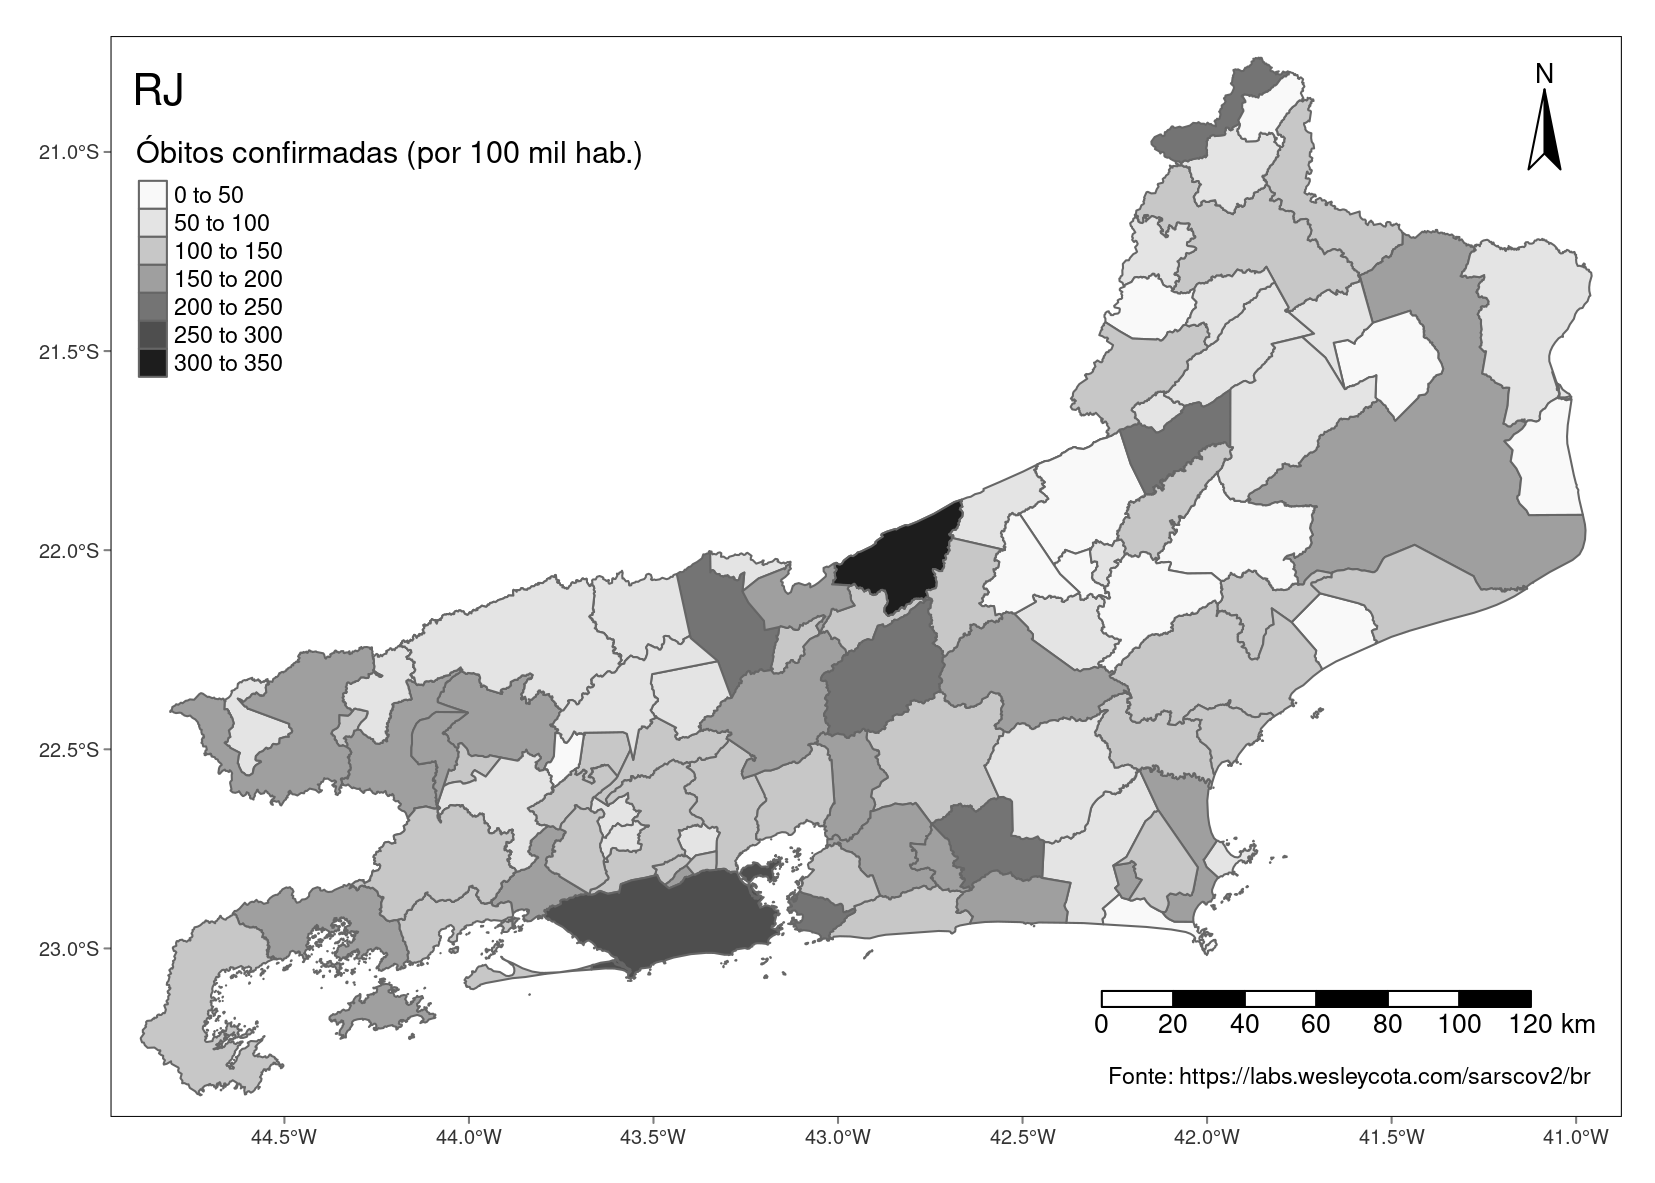 RJ
N
Óbitos confirmadas (por 100 mil hab.)
0 to 50
50 to 100
100 to 150
150 to 200
200 to 250
250 to 300
300 to 350
21.0°S
21.5°S
22.0°S
22.5°S
23.0°S
0 20 40 60 80 100 120 km
Fonte: https://labs.wesleycota.com/sarscov2/br
44.5°W 44.0°W 43.5°W 43.0°W 42.5°W 42.0°W 41.5°W 41.0°W